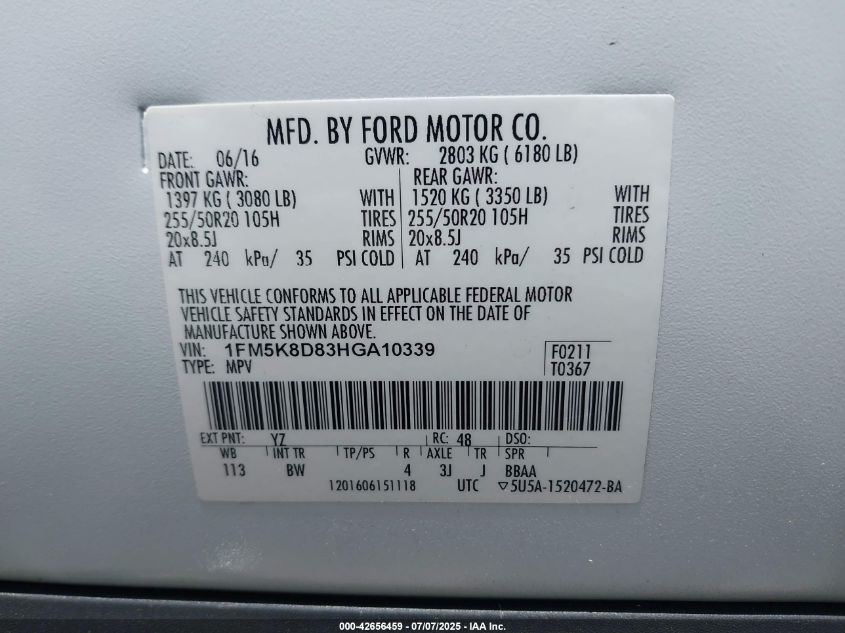 MFD. BY FORD MOTOR CO.
DATE: 06/16 GVWR: 2803 KG ( 6180 LB)
FRONT GAWR: REAR GAWR:
1397 KG ( 3080 LB) WITH 1520 KG ( 3350 LB) WITH
255/50R20 105H TIRES 255/50R20 105H TIRES
20x8.5J RIMS 20x8.5J RIMS
AT 240 kPa/ 35 PSI COLD AT 240 kPa/ 35 PSI COLD
THIS VEHICLE CONFORMS TO ALL APPLICABLE FEDERAL MOTOR
VEHICLE SAFETY STANDARDS IN EFFECT ON THE DATE OF
MANUFACTURE SHOWN ABOVE.
VIN: 1FM5K8D83HGA10339 F0211
TYPE: MPV T0367
EXT PNT: YZ RC: 48 DSO:
WB INT TR TP/PS R AXLE TR SPR
113 BW 4 3J J BBAA
1201606151118 UTC ▽5U5A-1520472-BA
000-42656459 - 07/07/2025 - IAA Inc.